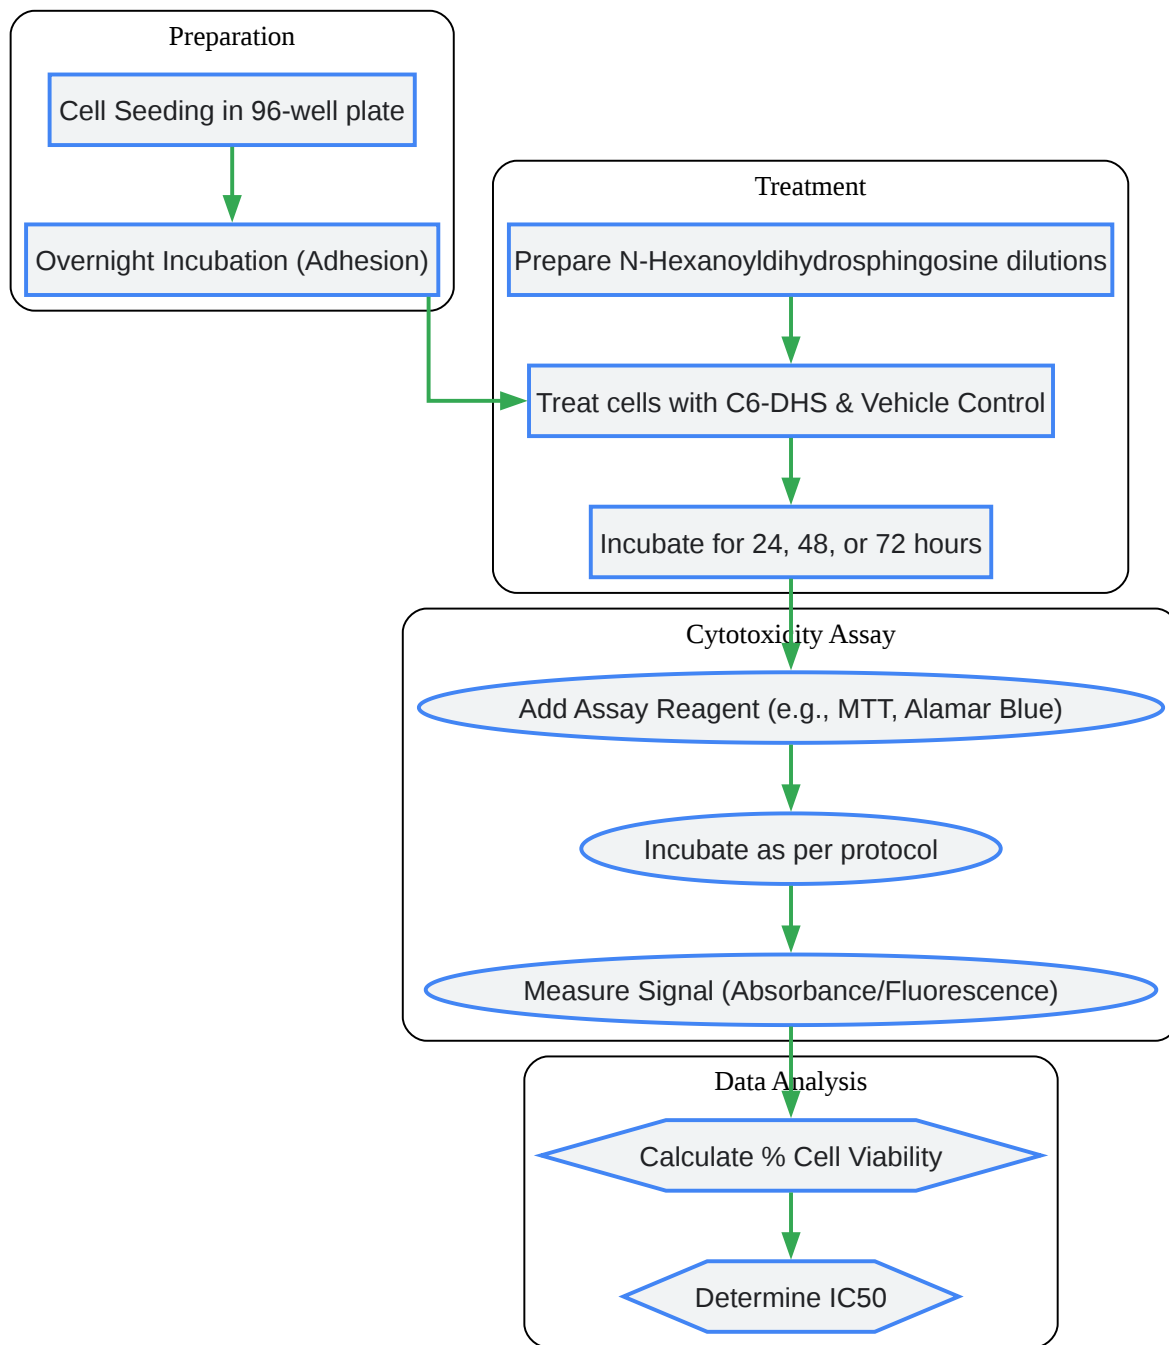 Preparation
Cell Seeding in 96-well plate
Overnight Incubation (Adhesion)
Treatment
Prepare N-Hexanoyldihydrosphingosine dilutions
Treat cells with C6-DHS & Vehicle Control
Incubate for 24, 48, or 72 hours
Cytotoxicity Assay
Add Assay Reagent (e.g., MTT, Alamar Blue)
Incubate as per protocol
Measure Signal (Absorbance/Fluorescence)
Data Analysis
Calculate % Cell Viability
Determine IC50